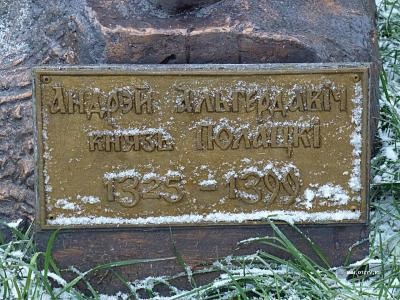 Андрэй Альгердавіч
князь Полацкі
1325 - 1399